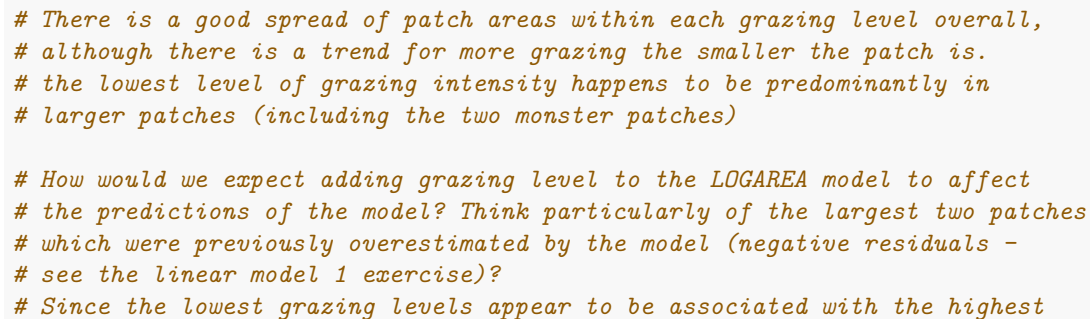 # There is a good spread of patch areas within each grazing level overall,
# although there is a trend for more grazing the smaller the patch is.
# the lowest level of grazing intensity happens to be predominantly in
# larger patches (including the two monster patches)
# How would we expect adding grazing level to the LOGAREA model to affect
# the predictions of the model? Think particularly of the largest two patches
# which were previously overestimated by the model (negative residuals -
# see the linear model 1 exercise)?
# Since the lowest grazing levels appear to be associated with the highest